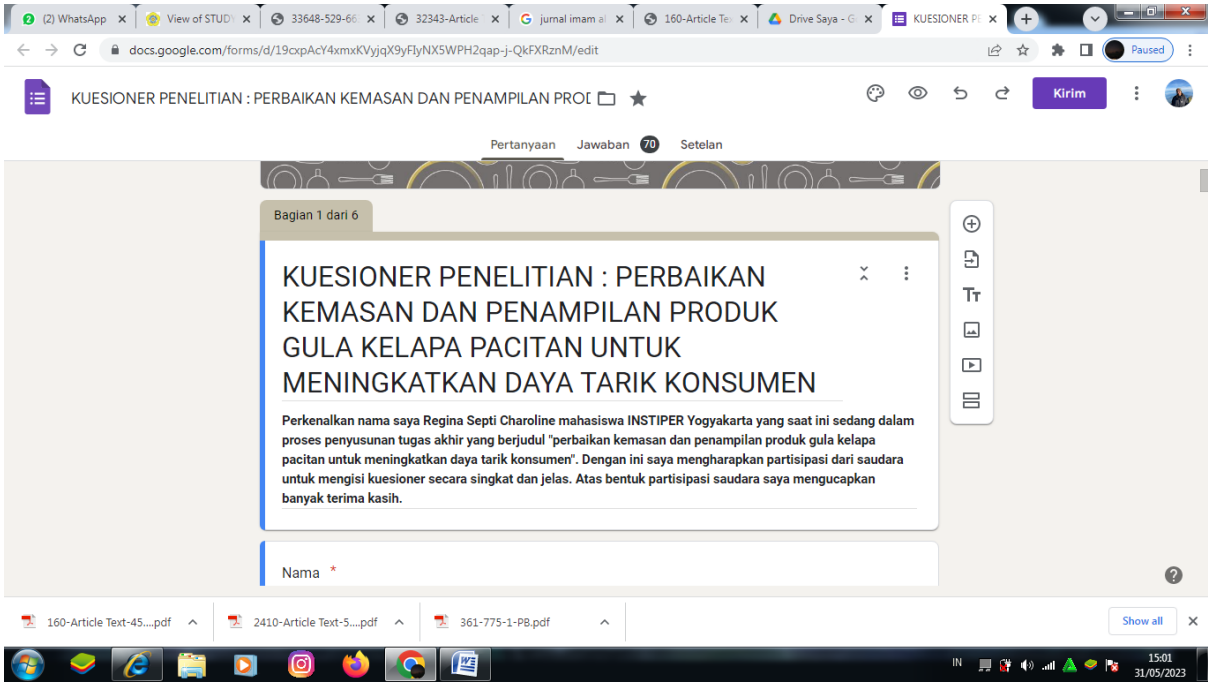 (2) WhatsApp
View of STUD
33648-529-66
32343-Article
jurnal imam al
160-Article Te
Drive Saya - G
KUESIONER PE
docs.google.com/forms/d/19cxpAcY4xmxKVyjqX9yFIyNX5WPH2qap-j-QkFXRznM/edit
Paused
KUESIONER PENELITIAN : PERBAIKAN KEMASAN DAN PENAMPILAN PROD
Kirim
Pertanyaan Jawaban 70 Setelan
Bagian 1 dari 6
KUESIONER PENELITIAN : PERBAIKAN
KEMASAN DAN PENAMPILAN PRODUK
GULA KELAPA PACITAN UNTUK
MENINGKATKAN DAYA TARIK KONSUMEN
Perkenalkan nama saya Regina Septi Charoline mahasiswa INSTIPER Yogyakarta yang saat ini sedang dalam
proses penyusunan tugas akhir yang berjudul "perbaikan kemasan dan penampilan produk gula kelapa
pacitan untuk meningkatkan daya tarik konsumen". Dengan ini saya mengharapkan partisipasi dari saudara
untuk mengisi kuesioner secara singkat dan jelas. Atas bentuk partisipasi saudara saya mengucapkan
banyak terima kasih.
Nama *
160-Article Text-45....pdf
2410-Article Text-5....pdf
361-775-1-PB.pdf
Show all
IN
15:01
31/05/2023